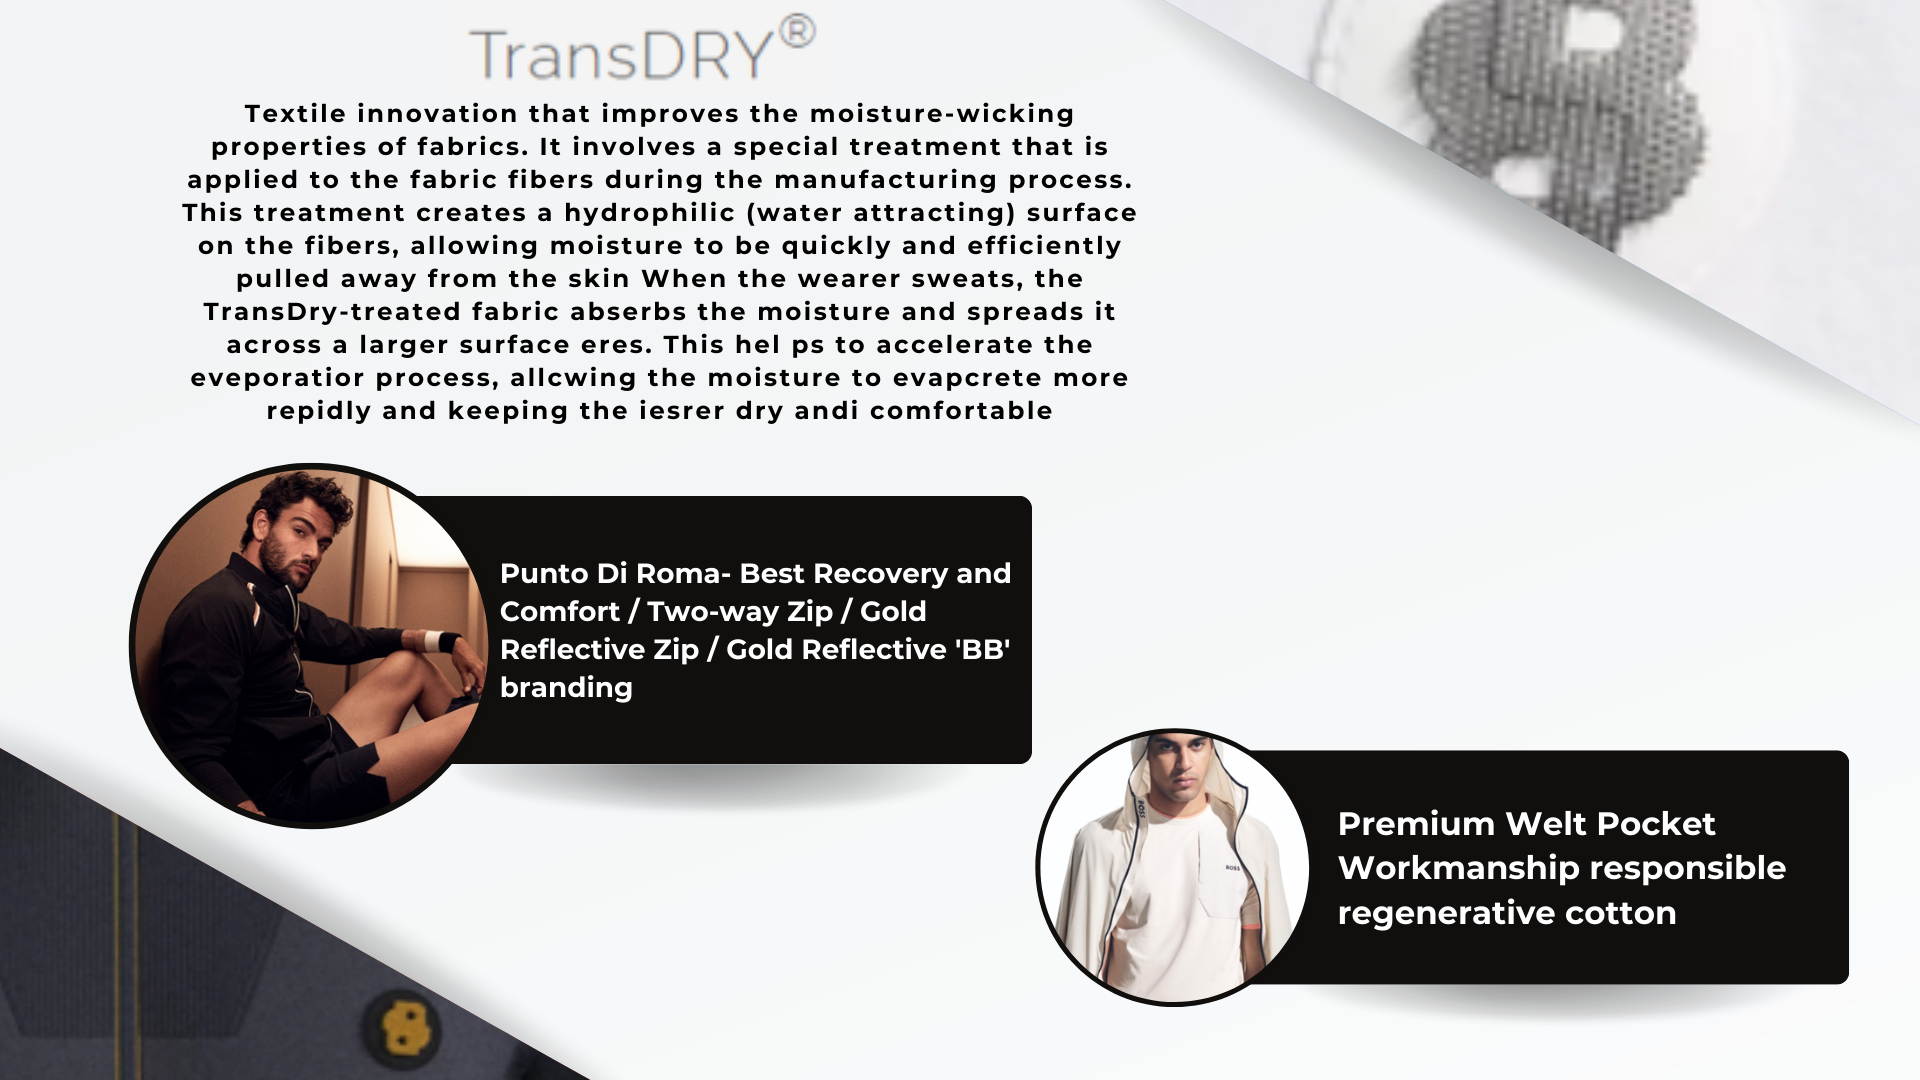 TransDRY®
Textile innovation that improves the moisture-wicking
properties of fabrics. It involves a special treatment that is
applied to the fabric fibers during the manufacturing process.
This treatment creates a hydrophilic (water attracting) surface
on the fibers, allowing moisture to be quickly and efficiently
pulled away from the skin When the wearer sweats, the
TransDry-treated fabric abserbs the moisture and spreads it
across a larger surface eres. This hel ps to accelerate the
eveporatior process, allcwing the moisture to evapcrete more
repidly and keeping the iesrer dry andi comfortable
Punto Di Roma- Best Recovery and
Comfort / Two-way Zip / Gold
Reflective Zip / Gold Reflective 'BB'
branding
BOSS
BOSS
Premium Welt Pocket
Workmanship responsible
regenerative cotton